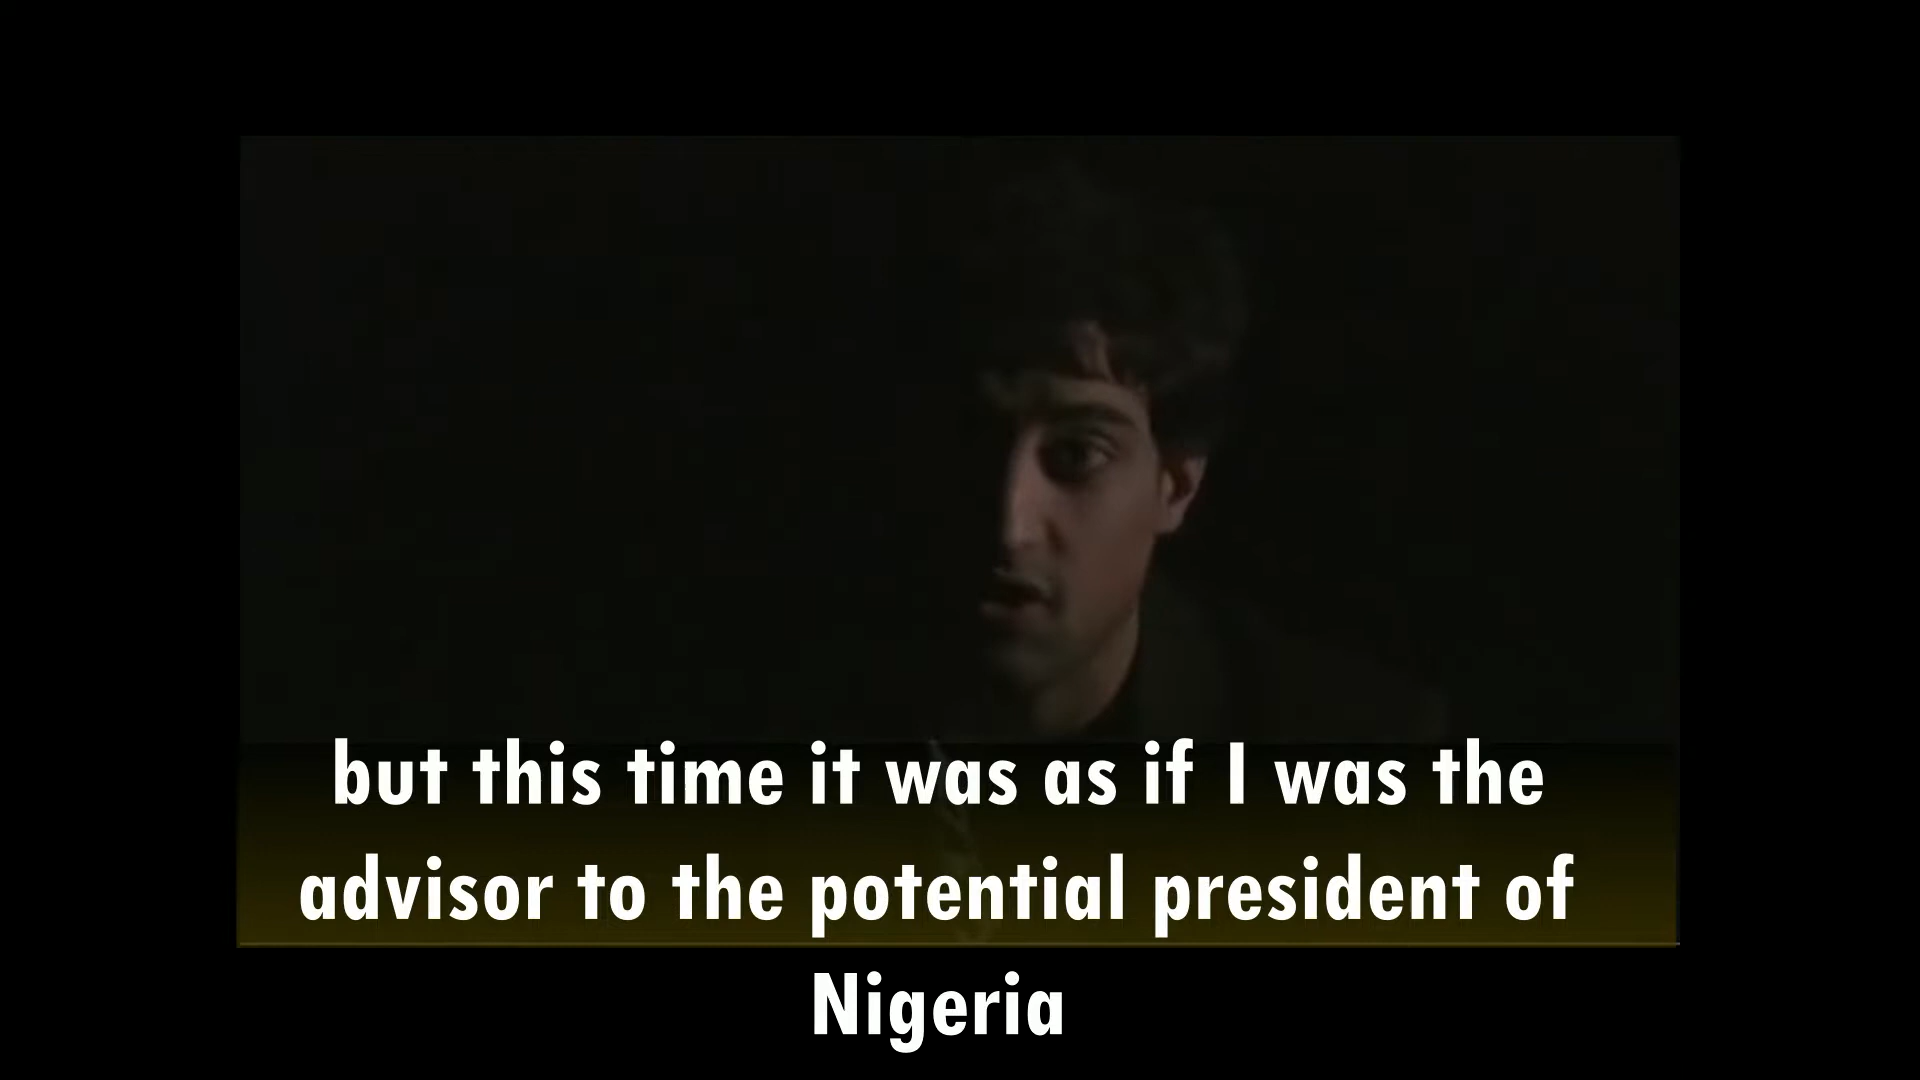 but this time it was as if I was the
advisor to the potential president of
Nigeria